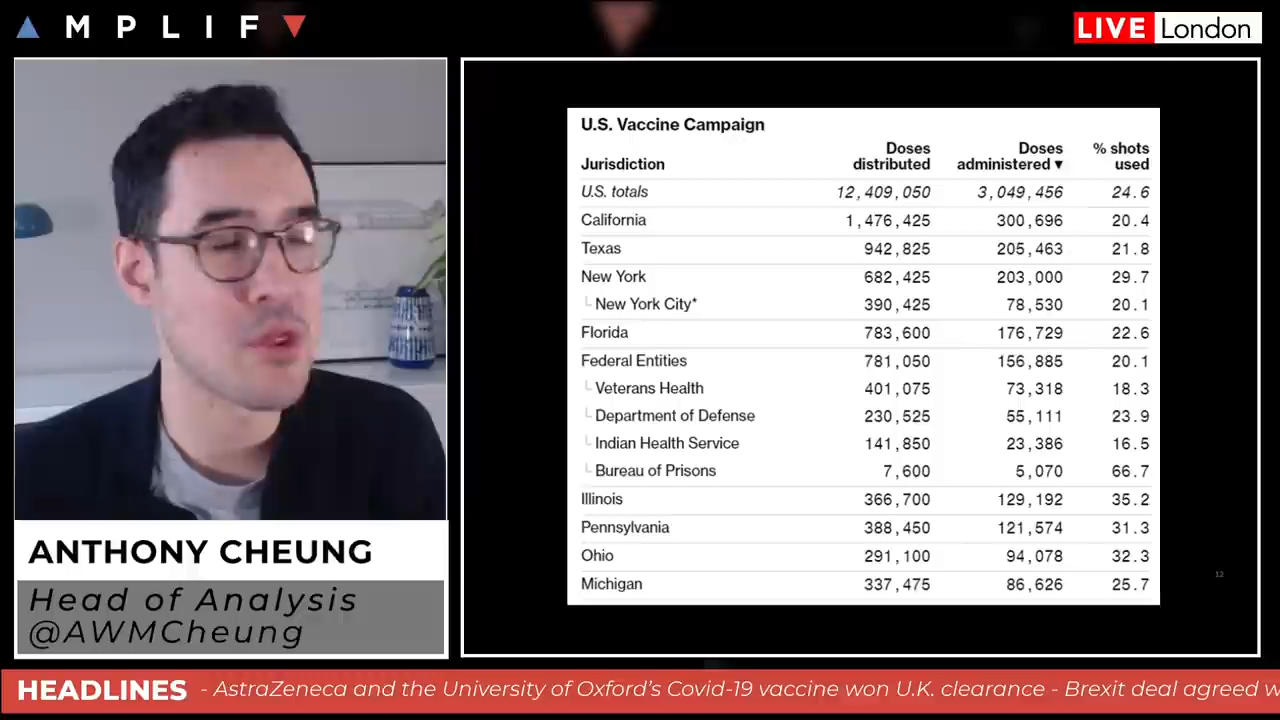 ▲ M P L I F ▼
LIVE London
U.S. Vaccine Campaign
Jurisdiction Doses distributed Doses administered ▼ % shots used
U.S. totals 12,409,050 3,049,456 24.6
California 1,476,425 300,696 20.4
Texas 942,825 205,463 21.8
New York 682,425 203,000 29.7
└ New York City* 390,425 78,530 20.1
Florida 783,600 176,729 22.6
Federal Entities 781,050 156,885 20.1
└ Veterans Health 401,075 73,318 18.3
└ Department of Defense 230,525 55,111 23.9
└ Indian Health Service 141,850 23,386 16.5
└ Bureau of Prisons 7,600 5,070 66.7
Illinois 366,700 129,192 35.2
Pennsylvania 388,450 121,574 31.3
Ohio 291,100 94,078 32.3
Michigan 337,475 86,626 25.7
12
ANTHONY CHEUNG
Head of Analysis
@AWMCheung
HEADLINES - AstraZeneca and the University of Oxford's Covid-19 vaccine won U.K. clearance - Brexit deal agreed w